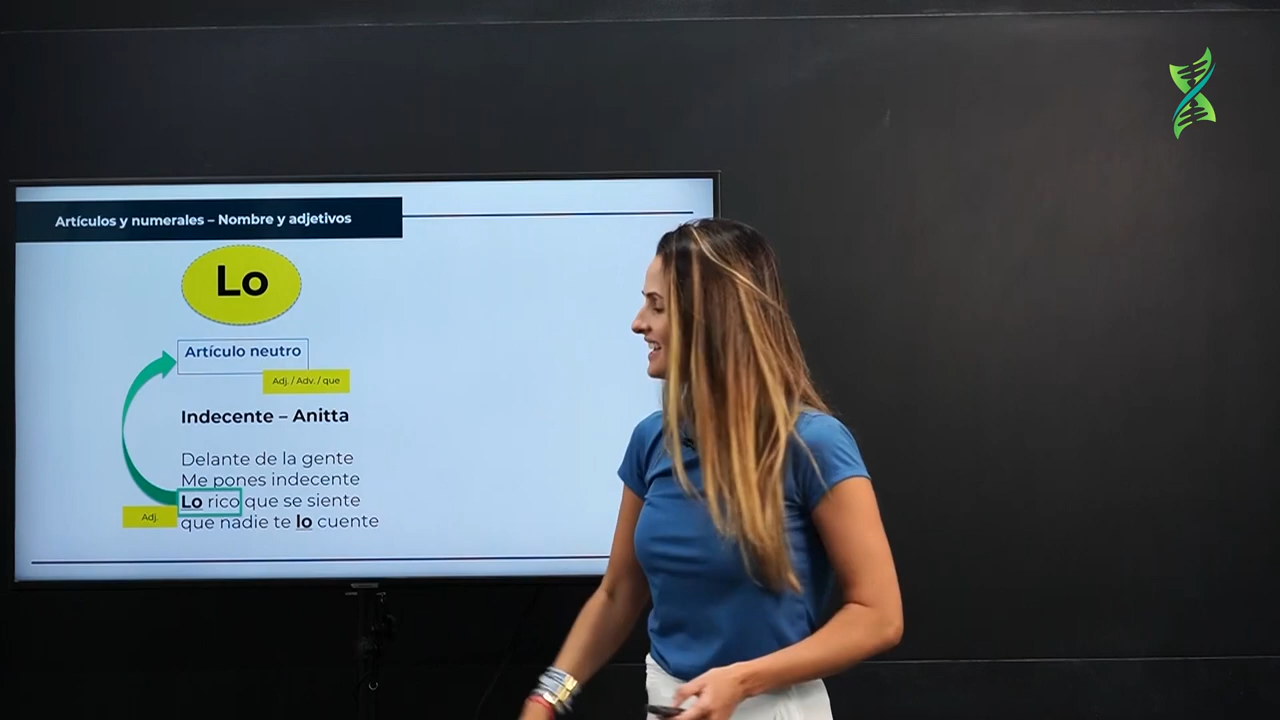 Artículos y numerales – Nombre y adjetivos
Lo
Artículo neutro
Adj. / Adv. / que
Indecente – Anitta
Delante de la gente
Me pones indecente
Lo rico que se siente
Adj.
que nadie te lo cuente